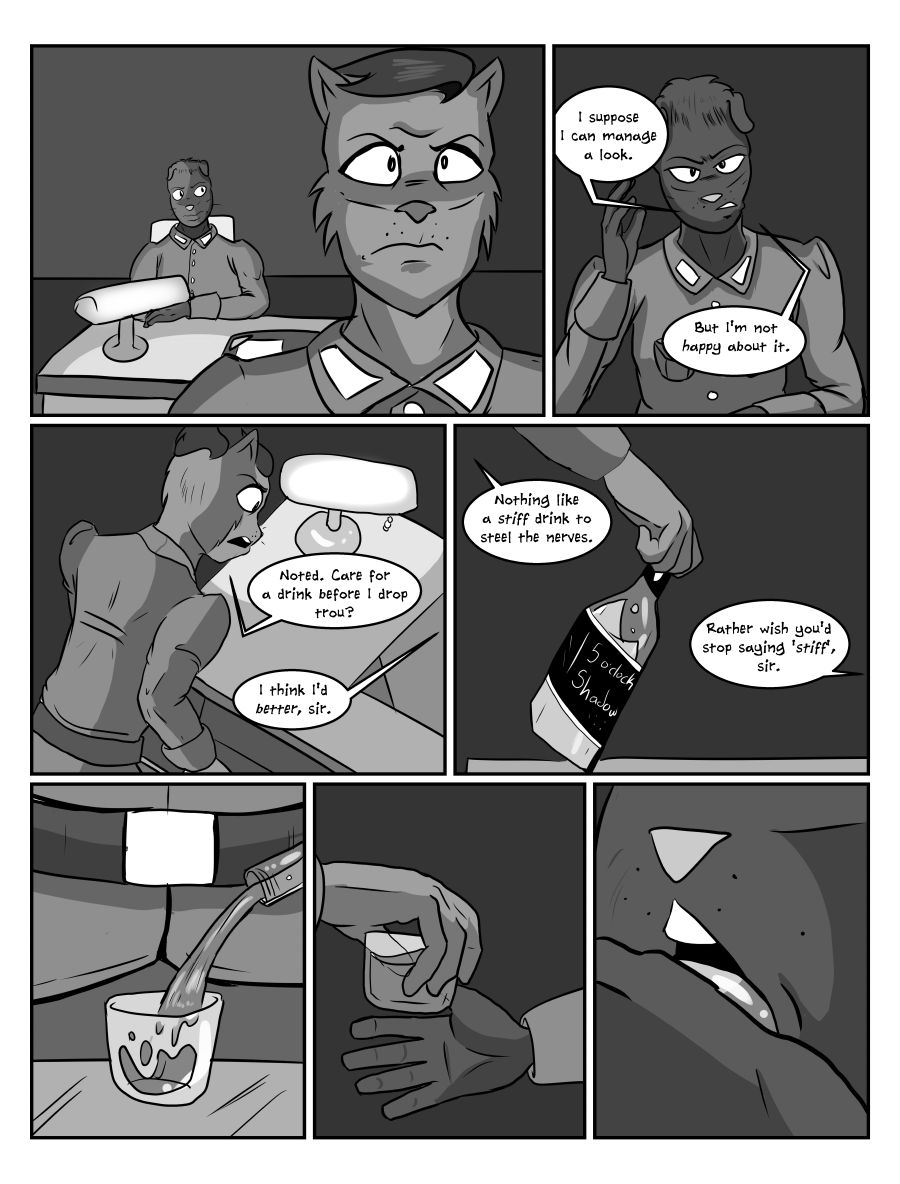 I suppose
I can manage
a look.
But I'm not
happy about it.
Noted. Care for
a drink before I drop
trou?
I think I'd
better, sir.
Nothing like
a stiff drink to
steel the nerves.
5 o'clock
Shadow
Rather wish you'd
stop saying 'stiff',
sir.